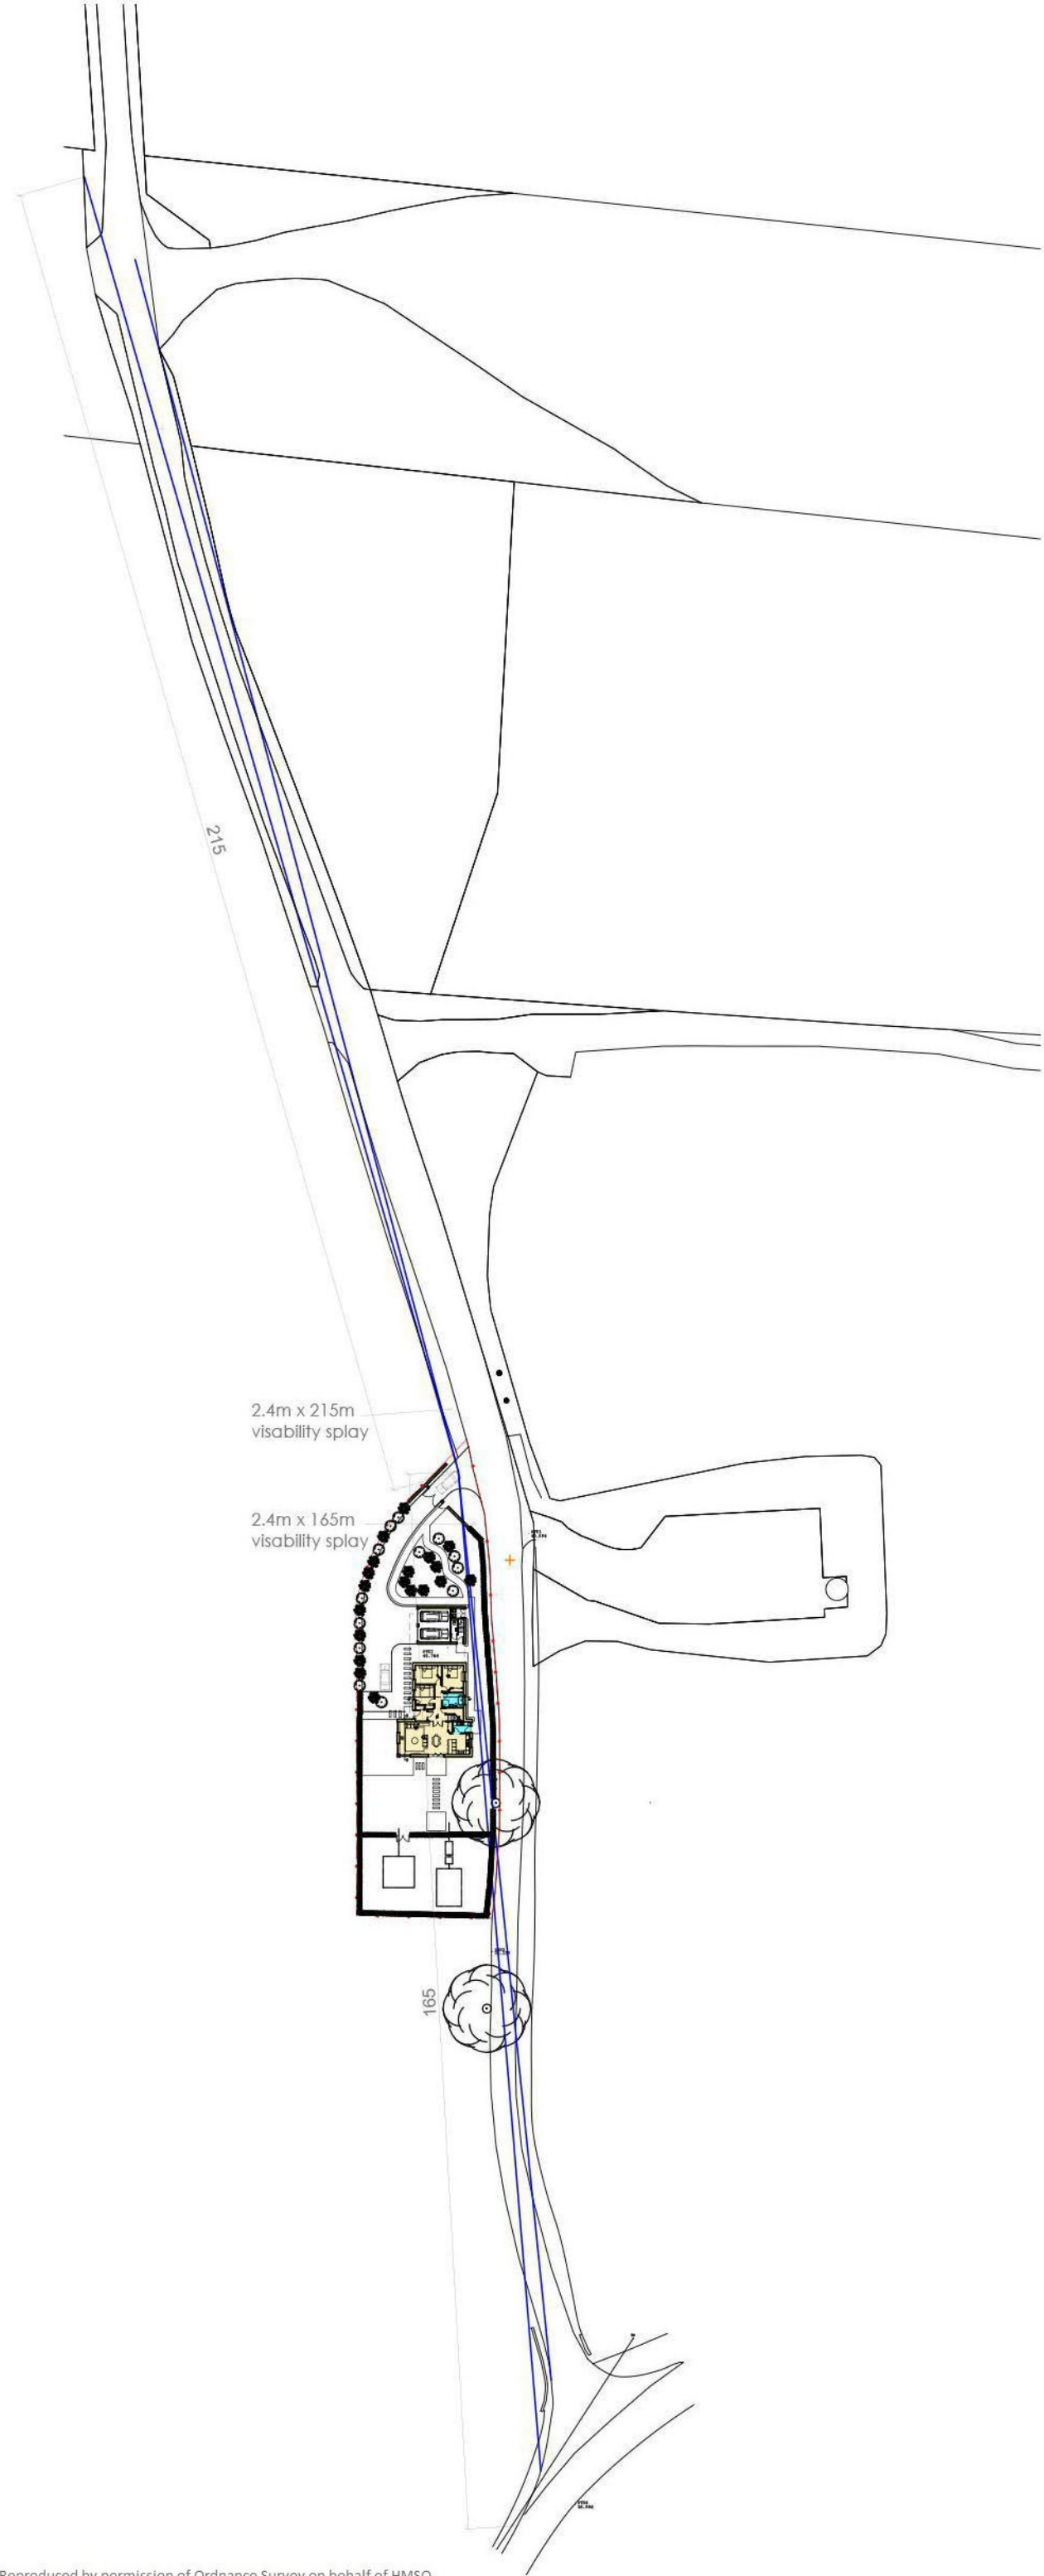 215
2.4m x 215m
visability splay
2.4m x 165m
visability splay
165
Reproduced by permission of Ordnance Survey on behalf of HMSO